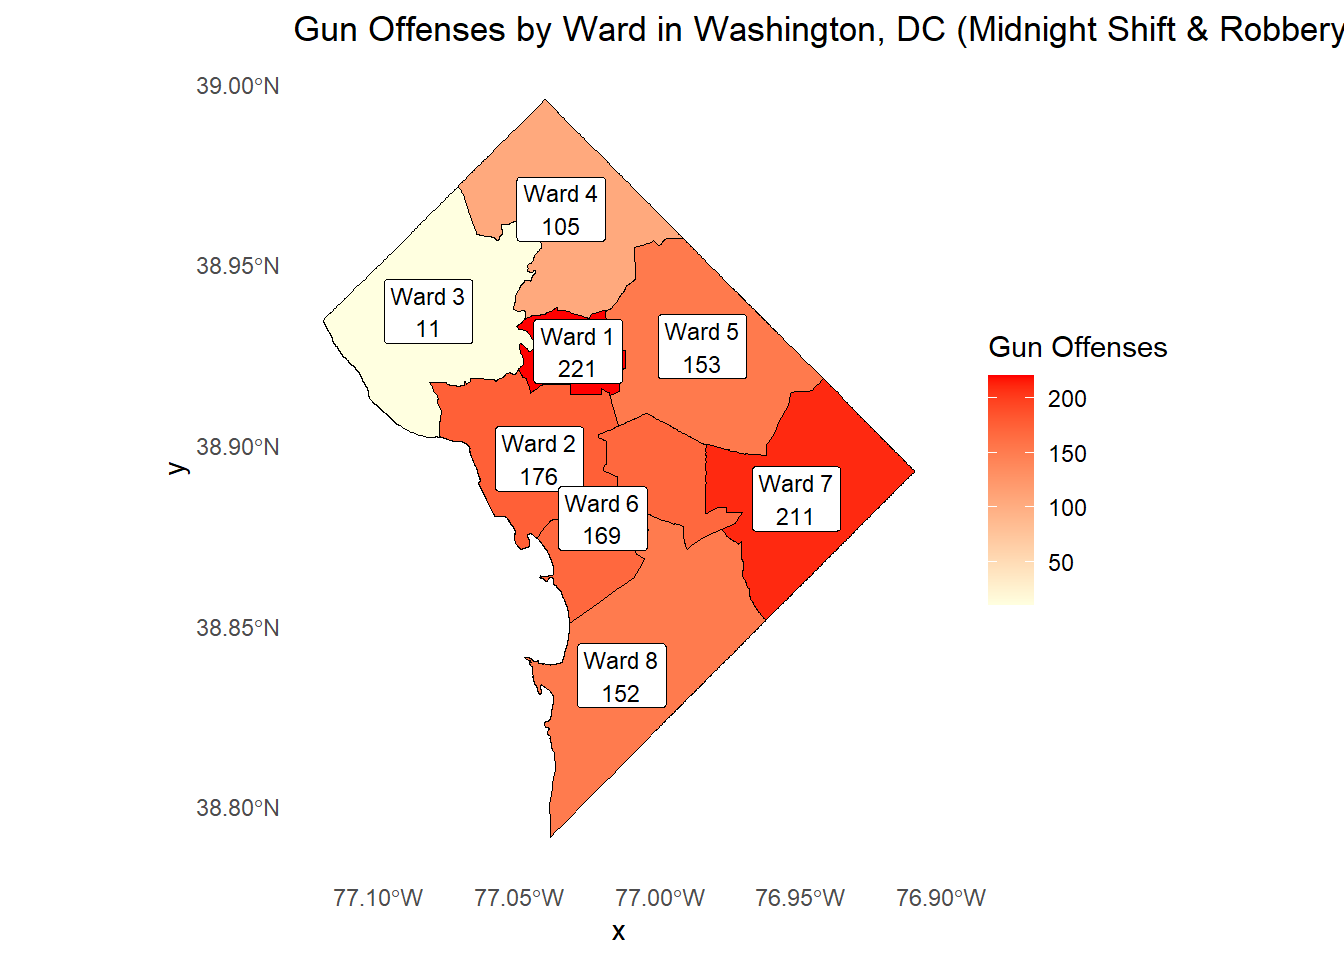 Gun Offenses by Ward in Washington, DC (Midnight Shift & Robbery
39.00°N
38.95°N
38.90°N
38.85°N
38.80°N
y
Ward 4
105
Ward 3
11
Ward 1
221
Ward 5
153
Ward 2
176
Ward 6
169
Ward 7
211
Ward 8
152
Gun Offenses
200
150
100
50
77.10°W
77.05°W
77.00°W
76.95°W
76.90°W
x